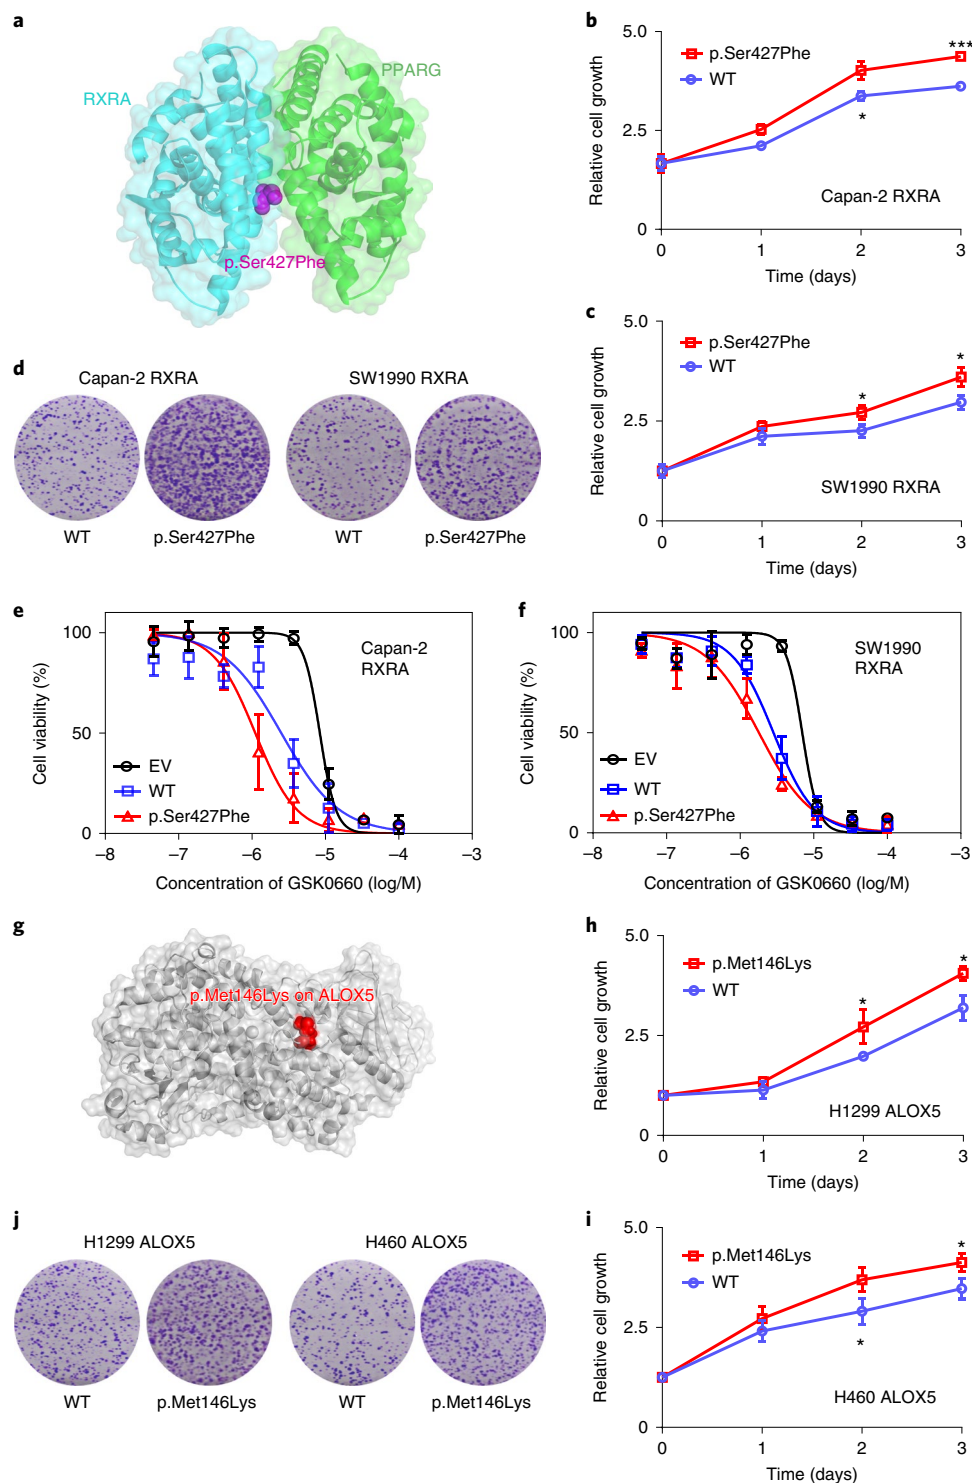 a
RXRA
PPARG
p.Ser427Phe
b
5.0
2.5
0
Relative cell growth
p.Ser427Phe
WT
***
*
Capan-2 RXRA
0 1 2 3
Time (days)
c
5.0
2.5
0
Relative cell growth
p.Ser427Phe
WT
*
*
SW1990 RXRA
0 1 2 3
Time (days)
d
Capan-2 RXRA
SW1990 RXRA
WT
p.Ser427Phe
WT
p.Ser427Phe
e
100
50
0
Cell viability (%)
Capan-2
RXRA
EV
WT
p.Ser427Phe
–8 –7 –6 –5 –4 –3
Concentration of GSK0660 (log/M)
f
100
50
0
Cell viability (%)
SW1990
RXRA
EV
WT
p.Ser427Phe
–8 –7 –6 –5 –4 –3
Concentration of GSK0660 (log/M)
g
p.Met146Lys on ALOX5
h
5.0
2.5
0
Relative cell growth
p.Met146Lys
WT
*
*
H1299 ALOX5
0 1 2 3
Time (days)
j
H1299 ALOX5
H460 ALOX5
WT
p.Met146Lys
WT
p.Met146Lys
i
5.0
2.5
0
Relative cell growth
p.Met146Lys
WT
*
*
H460 ALOX5
0 1 2 3
Time (days)